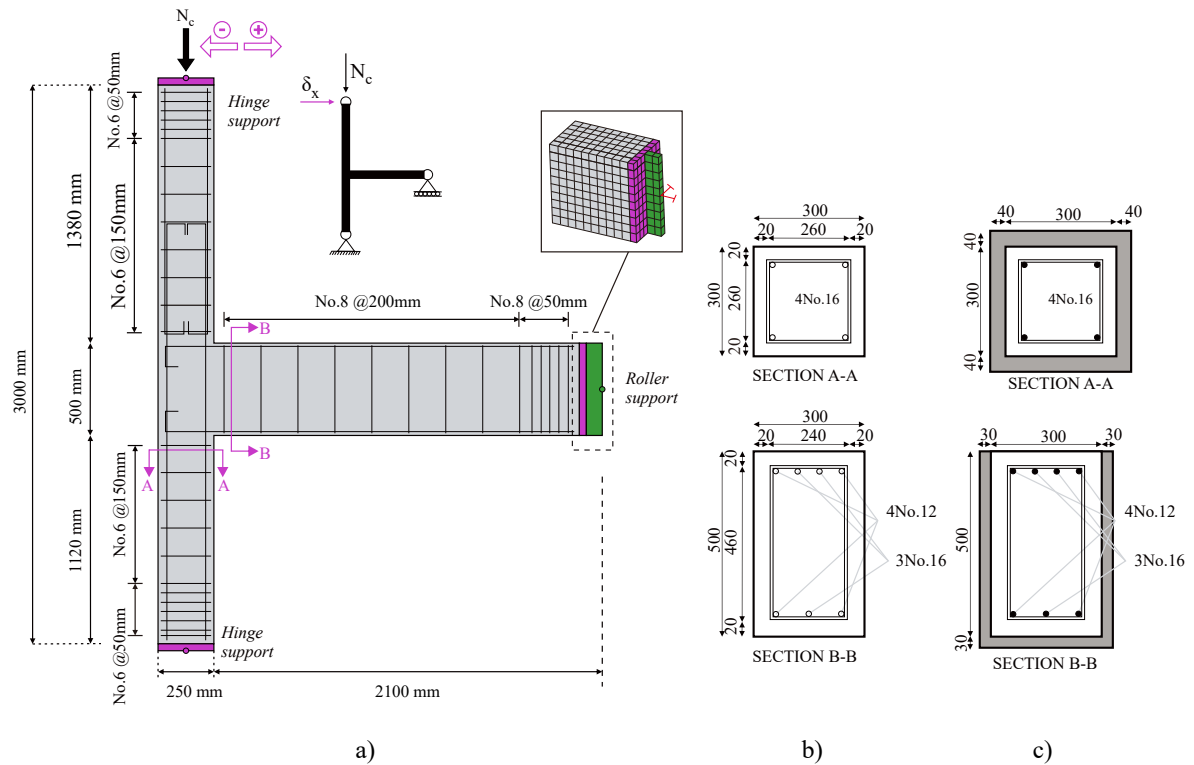 N_c
-
+
Hinge
support
N_c
δ_x
No.6 @50mm
No.6 @150mm
1380 mm
3000 mm
500 mm
1120 mm
No.6 @150mm
No.6 @50mm
No.8 @200mm
No.8 @50mm
B
B
A
A
Roller
support
Hinge
support
250 mm
2100 mm
a)
300
20
260
20
20
300
260
20
4No.16
SECTION A-A
300
20
240
20
20
500
460
20
4No.12
3No.16
SECTION B-B
b)
40
300
40
40
300
40
4No.16
SECTION A-A
30
300
30
500
30
4No.12
3No.16
SECTION B-B
c)